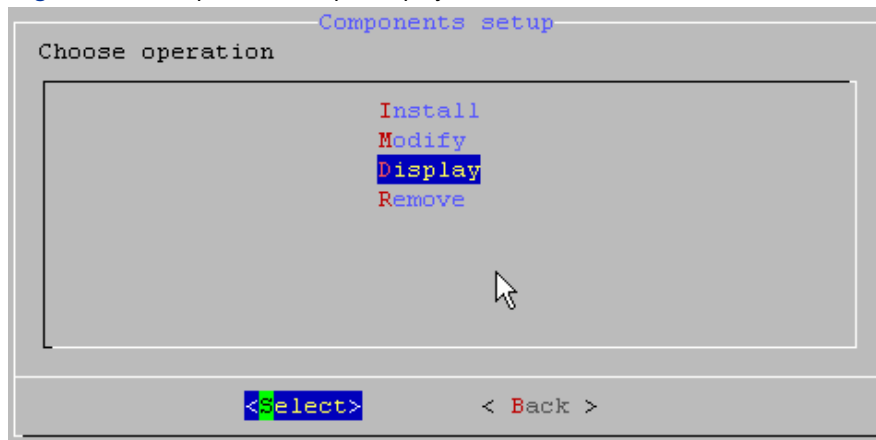 Components setup
Choose operation
Install
Modify
Display
Remove
<Select> < Back >